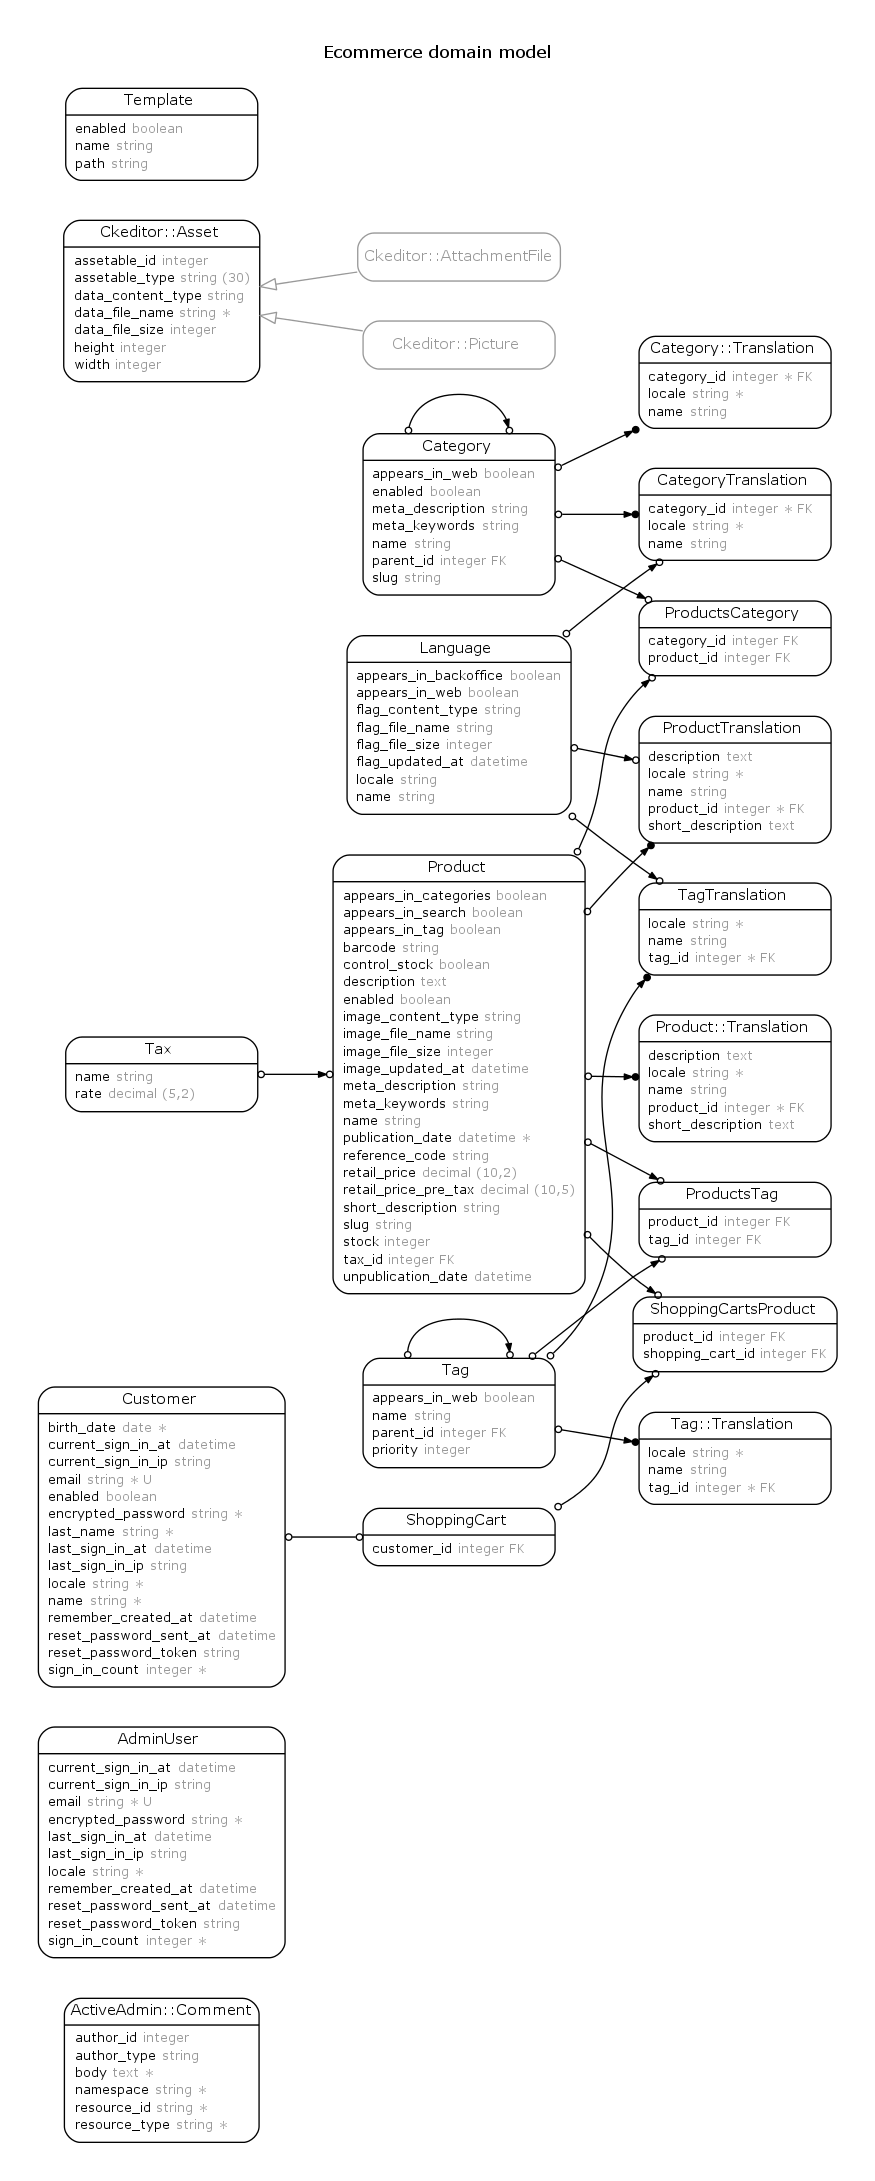 Ecommerce domain model
Template
enabled boolean
name string
path string
Ckeditor::Asset
assetable_id integer
assetable_type string (30)
data_content_type string
data_file_name string *
data_file_size integer
height integer
width integer
Ckeditor::AttachmentFile
Ckeditor::Picture
Category::Translation
category_id integer * FK
locale string *
name string
Category
appears_in_web boolean
enabled boolean
meta_description string
meta_keywords string
name string
parent_id integer FK
slug string
CategoryTranslation
category_id integer * FK
locale string *
name string
ProductsCategory
category_id integer FK
product_id integer FK
Language
appears_in_backoffice boolean
appears_in_web boolean
flag_content_type string
flag_file_name string
flag_file_size integer
flag_updated_at datetime
locale string
name string
ProductTranslation
description text
locale string *
name string
product_id integer * FK
short_description text
Product
appears_in_categories boolean
appears_in_search boolean
appears_in_tag boolean
barcode string
control_stock boolean
description text
enabled boolean
image_content_type string
image_file_name string
image_file_size integer
image_updated_at datetime
meta_description string
meta_keywords string
name string
publication_date datetime *
reference_code string
retail_price decimal (10,2)
retail_price_pre_tax decimal (10,5)
short_description string
slug string
stock integer
tax_id integer FK
unpublication_date datetime
TagTranslation
locale string *
name string
tag_id integer * FK
Tax
name string
rate decimal (5,2)
Product::Translation
description text
locale string *
name string
product_id integer * FK
short_description text
ProductsTag
product_id integer FK
tag_id integer FK
ShoppingCartsProduct
product_id integer FK
shopping_cart_id integer FK
Tag
appears_in_web boolean
name string
parent_id integer FK
priority integer
Tag::Translation
locale string *
name string
tag_id integer * FK
Customer
birth_date date *
current_sign_in_at datetime
current_sign_in_ip string
email string * U
enabled boolean
encrypted_password string *
last_name string *
last_sign_in_at datetime
last_sign_in_ip string
locale string *
name string *
remember_created_at datetime
reset_password_sent_at datetime
reset_password_token string
sign_in_count integer *
ShoppingCart
customer_id integer FK
AdminUser
current_sign_in_at datetime
current_sign_in_ip string
email string * U
encrypted_password string *
last_sign_in_at datetime
last_sign_in_ip string
locale string *
remember_created_at datetime
reset_password_sent_at datetime
reset_password_token string
sign_in_count integer *
ActiveAdmin::Comment
author_id integer
author_type string
body text *
namespace string *
resource_id string *
resource_type string *